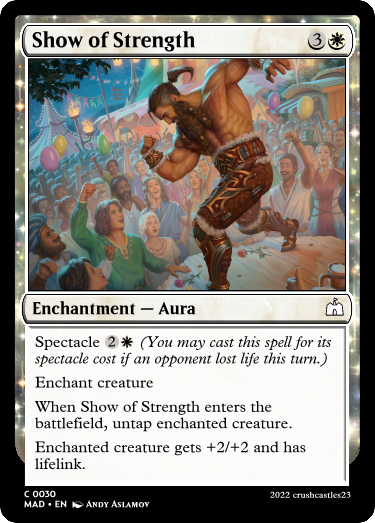 Show of Strength 3
Enchantment — Aura
Spectacle 2 (You may cast this spell for its
spectacle cost if an opponent lost life this turn.)
Enchant creature
When Show of Strength enters the
battlefield, untap enchanted creature.
Enchanted creature gets +2/+2 and has
lifelink.
C 0030
MAD • EN Andy Aslamov
2022 crushcastles23